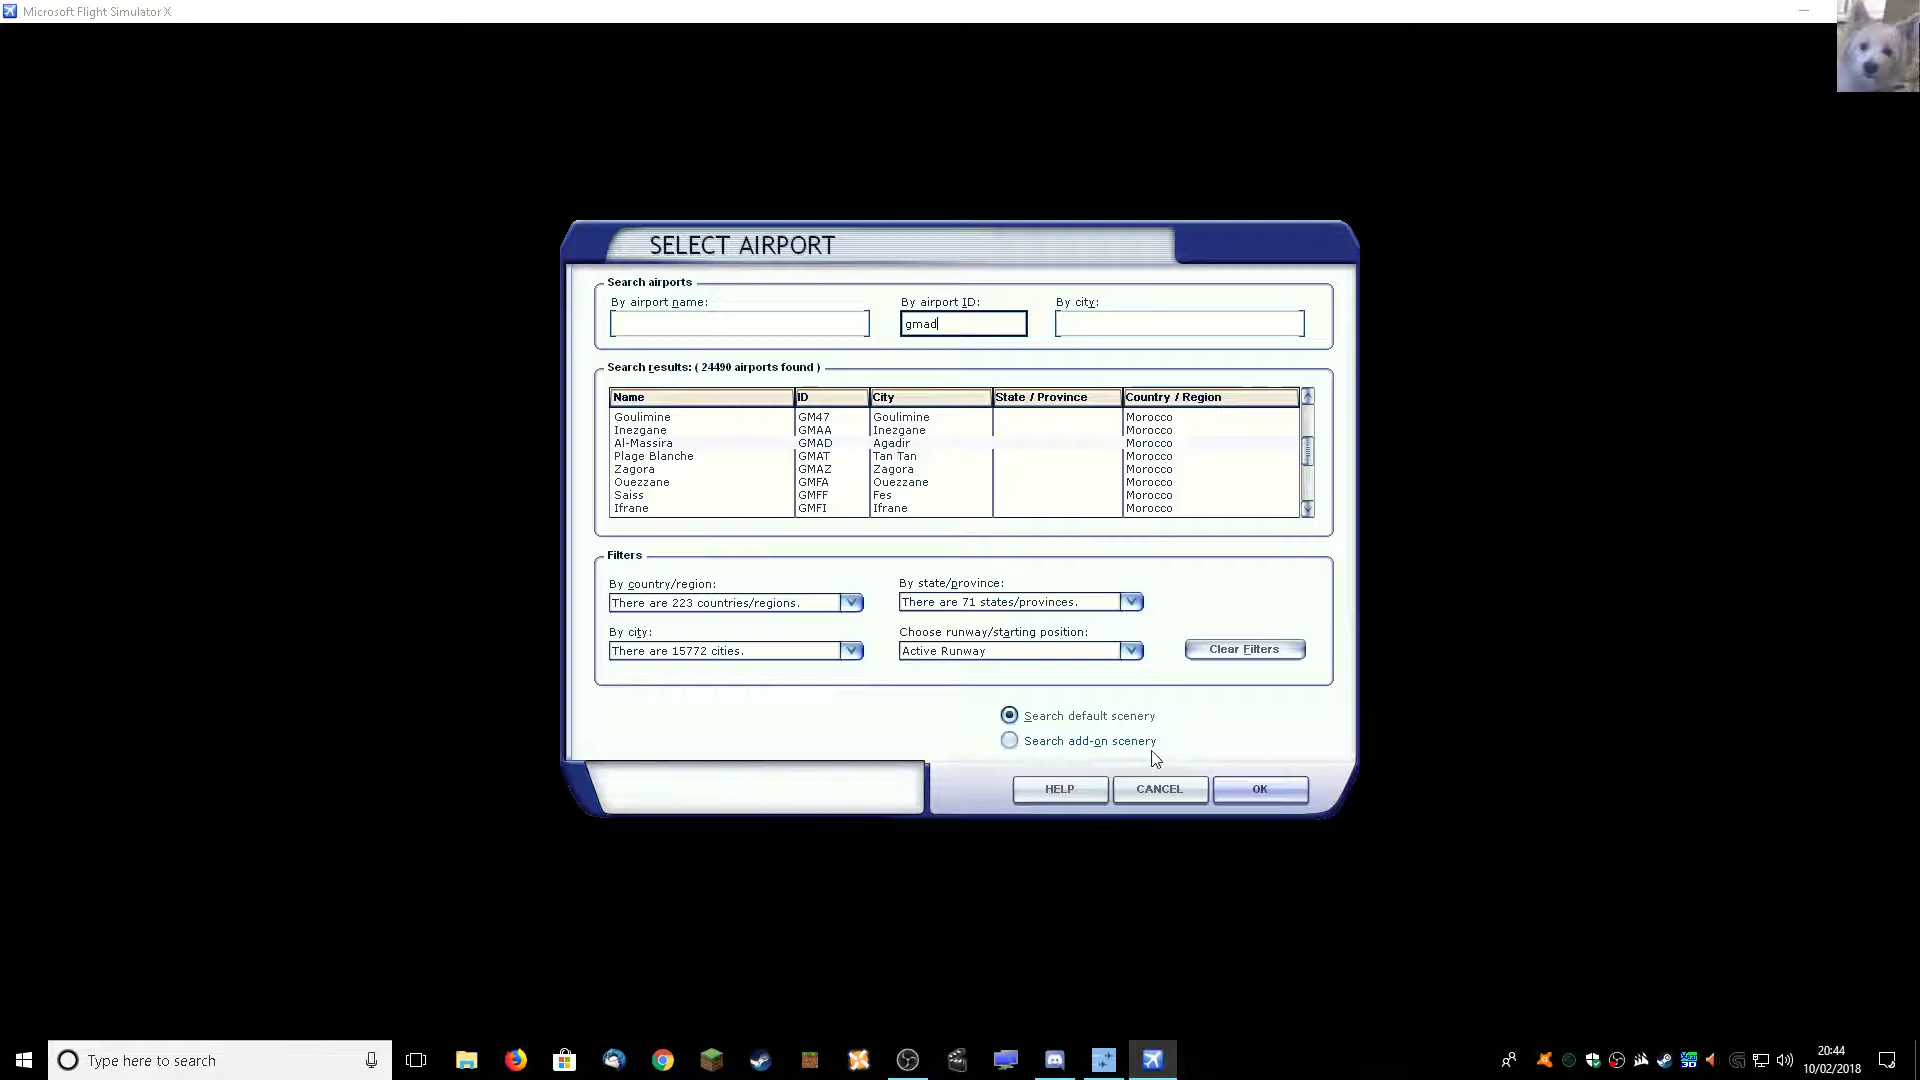 Microsoft Flight Simulator X
SELECT AIRPORT
Search airports
By airport name: By airport ID: By city:
gmad
Search results: ( 24490 airports found )
Name ID City State / Province Country / Region
Goulimine GM47 Goulimine Morocco
Inezgane GMAA Inezgane Morocco
Al-Massira GMAD Agadir Morocco
Plage Blanche GMAT Tan Tan Morocco
Zagora GMAZ Zagora Morocco
Ouezzane GMFA Ouezzane Morocco
Saiss GMFF Fes Morocco
Ifrane GMFI Ifrane Morocco
Filters
By country/region: By state/province:
There are 223 countries/regions. There are 71 states/provinces.
By city: Choose runway/starting position:
There are 15772 cities. Active Runway Clear Filters
Search default scenery
Search add-on scenery
HELP CANCEL OK
Type here to search
20:44
10/02/2018